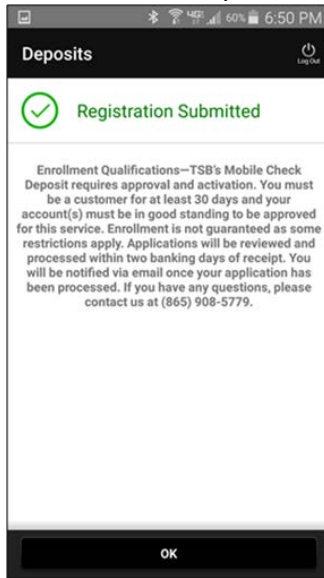 4G 60% 6:50 PM
Deposits
Log Out
Registration Submitted
Enrollment Qualifications—TSB's Mobile Check
Deposit requires approval and activation. You must
be a customer for at least 30 days and your
account(s) must be in good standing to be approved
for this service. Enrollment is not guaranteed as some
restrictions apply. Applications will be reviewed and
processed within two banking days of receipt. You
will be notified via email once your application has
been processed. If you have any questions, please
contact us at (865) 908-5779.
OK